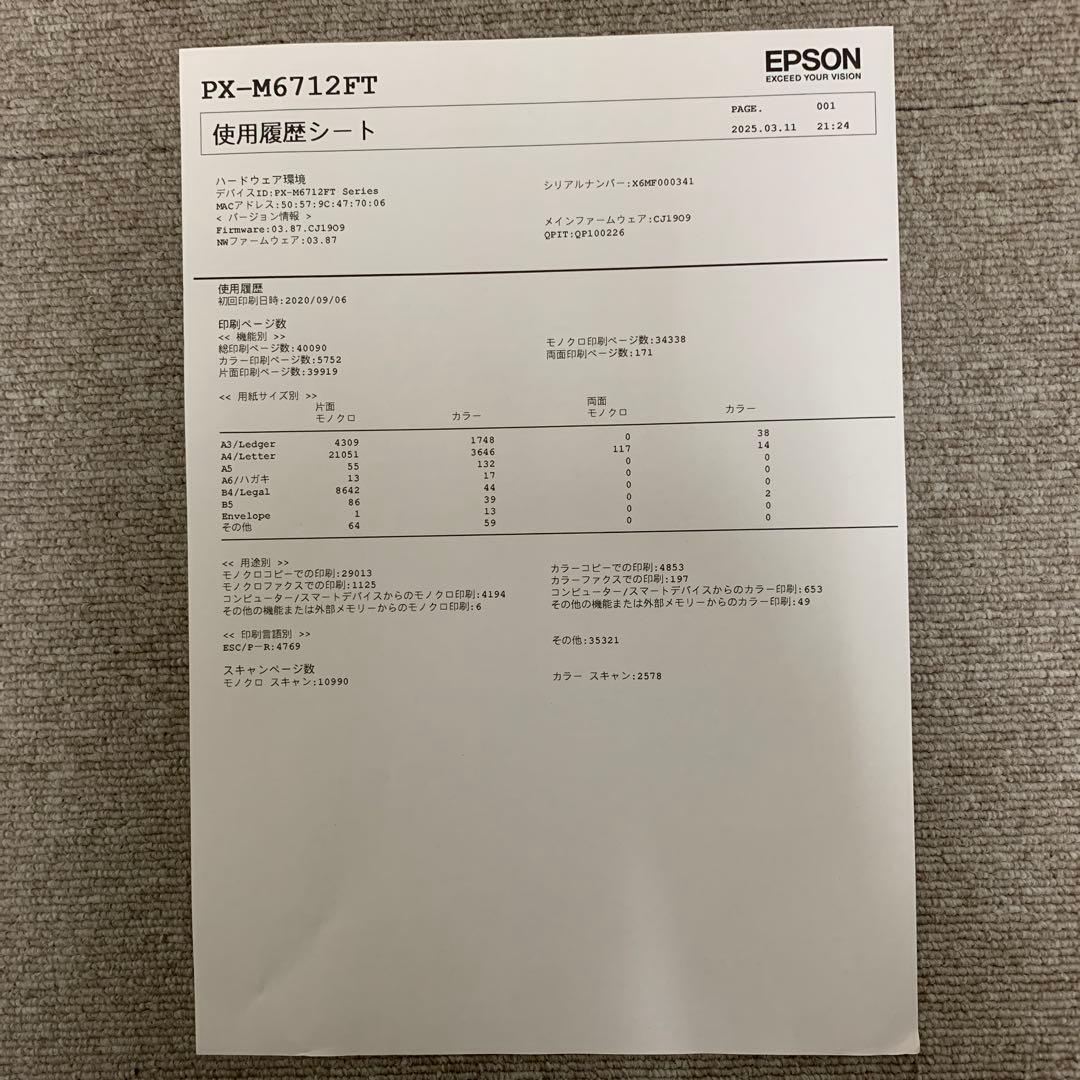 PX-M6712FT
EPSON
EXCEED YOUR VISION
使用履歴シート
PAGE. 001
2025.03.11 21:24
ハードウェア環境
デバイスID:PX-M6712FT Series
シリアルナンバー:X6MF000341
MACアドレス:50:57:9C:47:70:06
< バージョン情報 >
Firmware:03.87.CJ19O9
メインファームウェア:CJ19O9
NWファームウェア:03.87
QPIT:QP100226
使用履歴
初回印刷日時:2020/09/06
印刷ページ数
<< 機能別 >>
総印刷ページ数:40090
モノクロ印刷ページ数:34338
カラー印刷ページ数:5752
両面印刷ページ数:171
片面印刷ページ数:39919
<< 用紙サイズ別 >>
片面 両面
モノクロ カラー モノクロ カラー
A3/Ledger 4309 1748 0 38
A4/Letter 21051 3646 117 14
A5 55 132 0 0
A6/ハガキ 13 17 0 0
B4/Legal 8642 44 0 0
B5 86 39 0 2
Envelope 1 13 0 0
その他 64 59 0 0
<< 用途別 >>
モノクロコピーでの印刷:29013
カラーコピーでの印刷:4853
モノクロファクスでの印刷:1125
カラーファクスでの印刷:197
コンピューター/スマートデバイスからのモノクロ印刷:4194
コンピューター/スマートデバイスからのカラー印刷:653
その他の機能または外部メモリーからのモノクロ印刷:6
その他の機能または外部メモリーからのカラー印刷:49
<< 印刷言語別 >>
ESC/P-R:4769
その他:35321
スキャンページ数
モノクロ スキャン:10990
カラー スキャン:2578